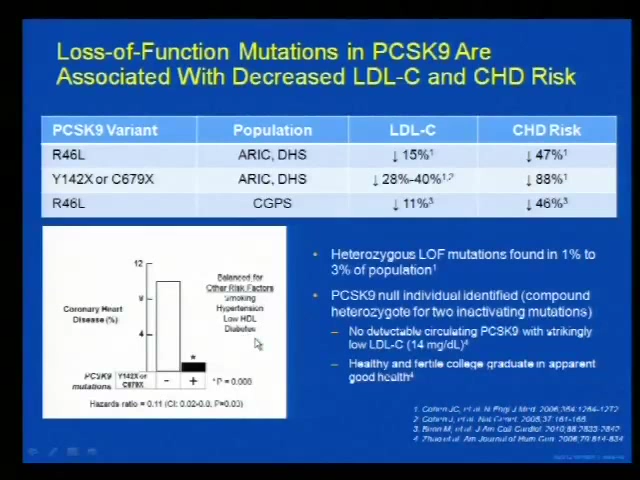 Loss-of-Function Mutations in PCSK9 Are
Associated With Decreased LDL-C and CHD Risk
PCSK9 Variant Population LDL-C CHD Risk
R46L ARIC, DHS ↓ 15%¹ ↓ 47%¹
Y142X or C679X ARIC, DHS ↓ 28%-40%¹,² ↓ 88%¹
R46L CGPS ↓ 11%³ ↓ 46%³
12
8
4
Coronary Heart
Disease (%)
Balanced for
Other Risk Factors
Smoking
Hypertension
Low HDL
Diabetes
*
PCSK9
mutations
Y142X or
C679X
- +
*P = 0.008
Hazards ratio = 0.11 (CI: 0.02-0.8, P=0.03)
• Heterozygous LOF mutations found in 1% to
3% of population¹
• PCSK9 null individual identified (compound
heterozygote for two inactivating mutations)
– No detectable circulating PCSK9 with strikingly
low LDL-C (14 mg/dL)⁴
– Healthy and fertile college graduate in apparent
good health⁴
1. Cohen JC, et al. N Engl J Med. 2006;354:1264-1272
2. Cohen J, et al. Nat Genet. 2005;37:161-165
3. Benn M, et al. J Am Coll Cardiol. 2010;55:2833-2842
4. Zhao et al. Am Journal of Hum Gen. 2006;79:514-534